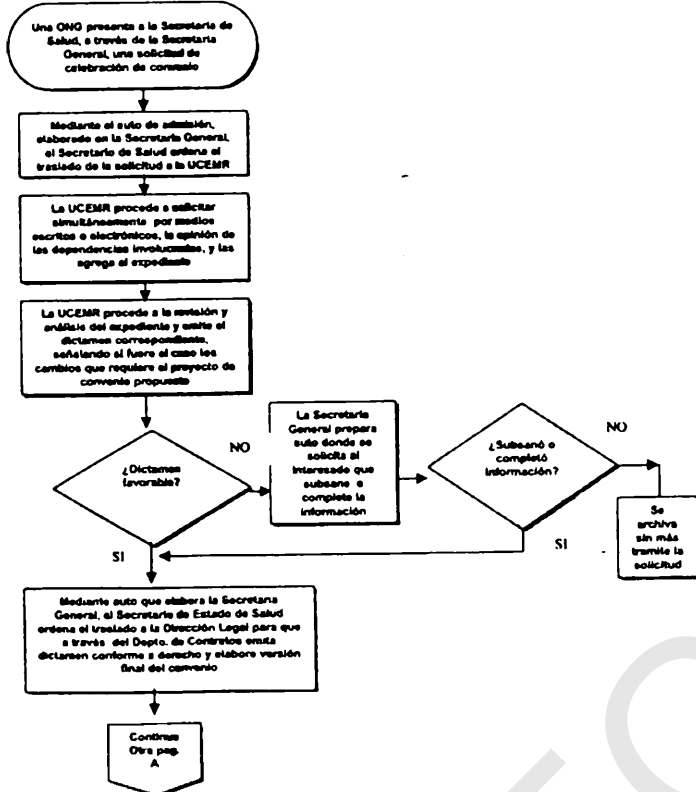 Una ONG presenta a la Secretaría de
Salud, a través de la Secretaría
General, una solicitud de
celebración de convenio
Mediante el auto de admisión,
elaborado en la Secretaría General,
el Secretario de Salud ordena el
traslado de la solicitud a la UCEMR
La UCEMR procede a solicitar
simultáneamente por medios
escritos o electrónicos, la opinión de
las dependencias involucradas, y las
agrega al expediente
La UCEMR procede a la revisión y
análisis del expediente y emite el
dictamen correspondiente,
señalando si fuere el caso los
cambios que requiere el proyecto de
convenio propuesto
¿Dictamen
favorable?
NO
La Secretaría
General prepara
auto donde se
solicita al
interesado que
subsane o
complete la
información
¿Subsanó o
completó
información?
NO
Se
archiva
sin más
tramite la
solicitud
SI
SI
Mediante auto que elabora la Secretaria
General, el Secretario de Estado de Salud
ordena el traslado a la Dirección Legal para que
a través del Depto. de Contratos emita
dictamen conforme a derecho y elabore versión
final del convenio
Continua
Otra pag.
A